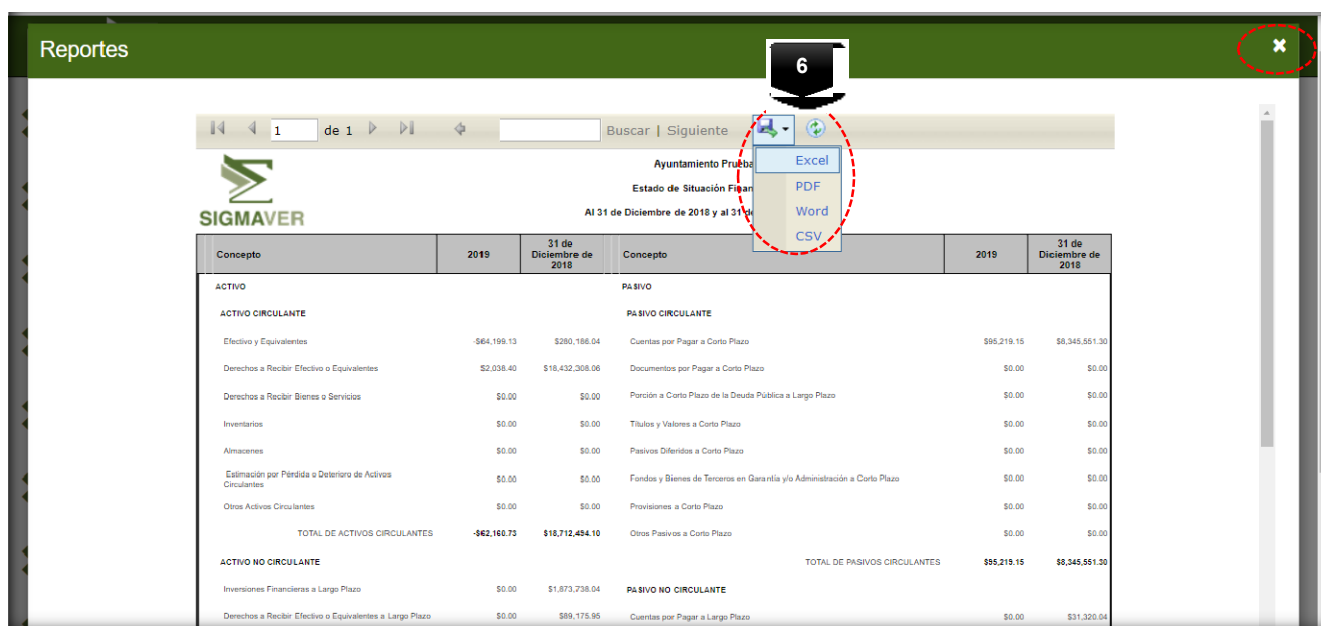 Reportes
6
1 de 1 Buscar | Siguiente
Excel
PDF
Word
CSV
SIGMAVER
Ayuntamiento Prueba
Estado de Situación Finan
Al 31 de Diciembre de 2018 y al 31 de
Concepto 2019 31 de Diciembre de 2018 Concepto 2019 31 de Diciembre de 2018
ACTIVO PASIVO
ACTIVO CIRCULANTE PASIVO CIRCULANTE
Efectivo y Equivalentes -$64,199.13 $280,186.04 Cuentas por Pagar a Corto Plazo $95,219.15 $8,345,551.30
Derechos a Recibir Efectivo o Equivalentes $2,038.40 $18,432,308.06 Documentos por Pagar a Corto Plazo $0.00 $0.00
Derechos a Recibir Bienes o Servicios $0.00 $0.00 Porción a Corto Plazo de la Deuda Pública a Largo Plazo $0.00 $0.00
Inventarios $0.00 $0.00 Títulos y Valores a Corto Plazo $0.00 $0.00
Almacenes $0.00 $0.00 Pasivos Diferidos a Corto Plazo $0.00 $0.00
Estimación por Pérdida o Deterioro de Activos Circulantes $0.00 $0.00 Fondos y Bienes de Terceros en Garantía y/o Administración a Corto Plazo $0.00 $0.00
Otros Activos Circulantes $0.00 $0.00 Provisiones a Corto Plazo $0.00 $0.00
TOTAL DE ACTIVOS CIRCULANTES -$62,160.73 $18,712,494.10 Otros Pasivos a Corto Plazo $0.00 $0.00
ACTIVO NO CIRCULANTE TOTAL DE PASIVOS CIRCULANTES $95,219.15 $8,345,551.30
Inversiones Financieras a Largo Plazo $0.00 $1,873,738.04 PASIVO NO CIRCULANTE
Derechos a Recibir Efectivo o Equivalentes a Largo Plazo $0.00 $89,175.95 Cuentas por Pagar a Largo Plazo $0.00 $31,320.04